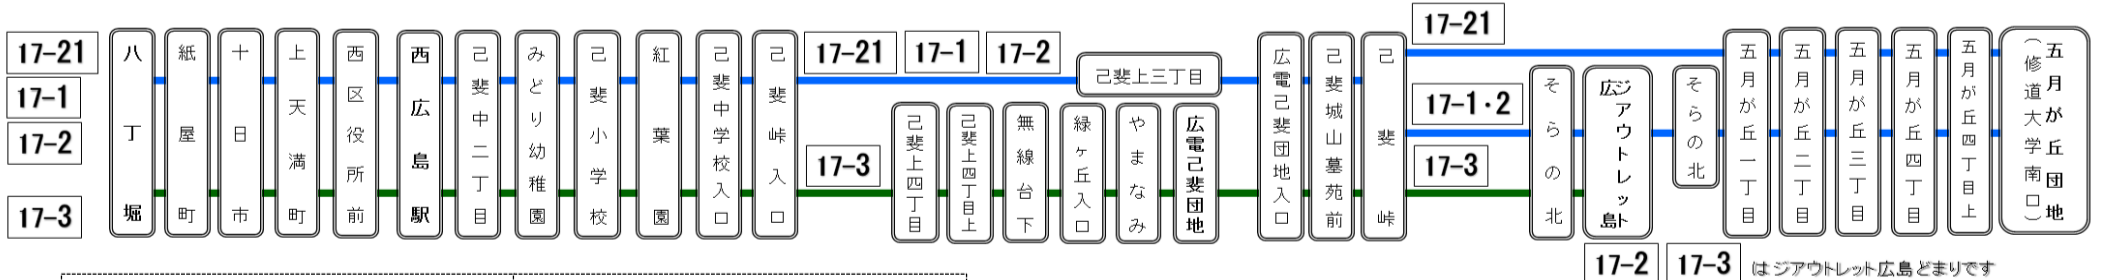 17-21
17-1
17-2
17-3
八丁堀
紙屋町
十日市
上天満町
西区役所前
西広島駅
己斐中二丁目
みどり幼稚園
己斐小学校
紅葉園
己斐中学校入口
己斐峠入口
17-21
17-1
17-2
己斐上三丁目
17-3
己斐上四丁目
己斐上四丁目上
無線台下
緑ヶ丘入口
やまなみ
広電己斐団地
広電己斐団地入口
己斐城山墓苑前
己斐峠
17-21
17-1・2
17-3
そらの北
ジアウトレット
広島
そらの北
五月が丘一丁目
五月が丘二丁目
五月が丘三丁目
五月が丘四丁目
五月が丘四丁目上
五月が丘団地
（修道大学南口）
17-2 17-3 はジアウトレット広島どまりです